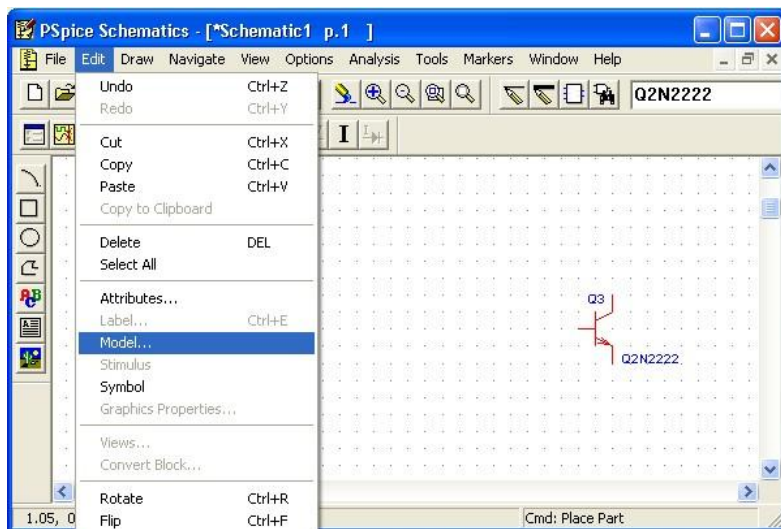 PSpice Schematics - [*Schematic1 p.1 ]
File Edit Draw Navigate View Options Analysis Tools Markers Window Help
Q2N2222
Undo Ctrl+Z
Redo Ctrl+Y
Cut Ctrl+X
Copy Ctrl+C
Paste Ctrl+V
Copy to Clipboard
Delete DEL
Select All
Attributes...
Label... Ctrl+E
Model...
Stimulus
Symbol
Graphics Properties...
Views...
Convert Block...
Rotate Ctrl+R
Flip Ctrl+F
I
ABC
Q3
Q2N2222
1.05, 0
Cmd: Place Part